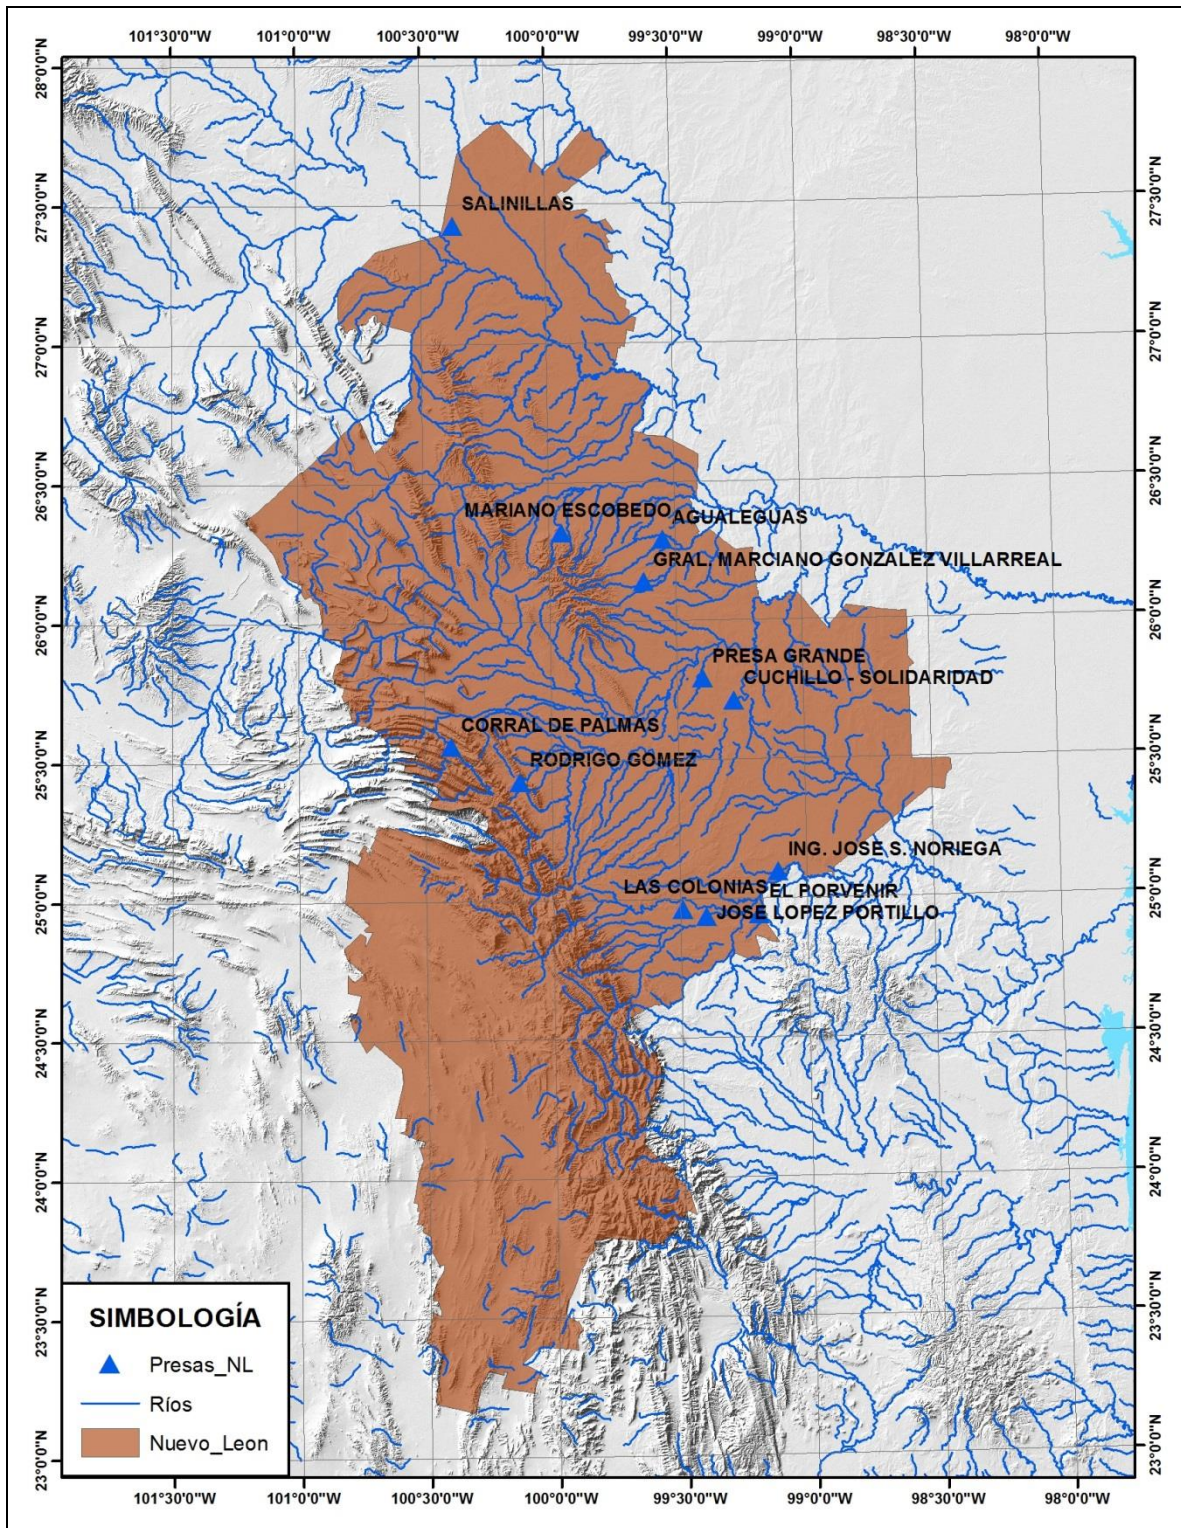 101°30'0"W 101°0'0"W 100°30'0"W 100°0'0"W 99°30'0"W 99°0'0"W 98°30'0"W 98°0'0"W
28°0'0"N
27°30'0"N
27°0'0"N
26°30'0"N
26°0'0"N
25°30'0"N
25°0'0"N
24°30'0"N
24°0'0"N
23°30'0"N
23°0'0"N
SALINILLAS
MARIANO ESCOBEDO
AGUALEGUAS
GRAL. MARCIANO GONZALEZ VILLARREAL
PRESA GRANDE
CUCHILLO - SOLIDARIDAD
CORRAL DE PALMAS
RODRIGO GOMEZ
ING. JOSE S. NORIEGA
LAS COLONIAS
EL PORVENIR
JOSE LOPEZ PORTILLO
27°30'0"N
27°0'0"N
26°30'0"N
26°0'0"N
25°30'0"N
25°0'0"N
24°30'0"N
24°0'0"N
23°30'0"N
23°0'0"N
SIMBOLOGÍA
Presas_NL
Ríos
Nuevo_Leon
101°30'0"W 101°0'0"W 100°30'0"W 100°0'0"W 99°30'0"W 99°0'0"W 98°30'0"W 98°0'0"W